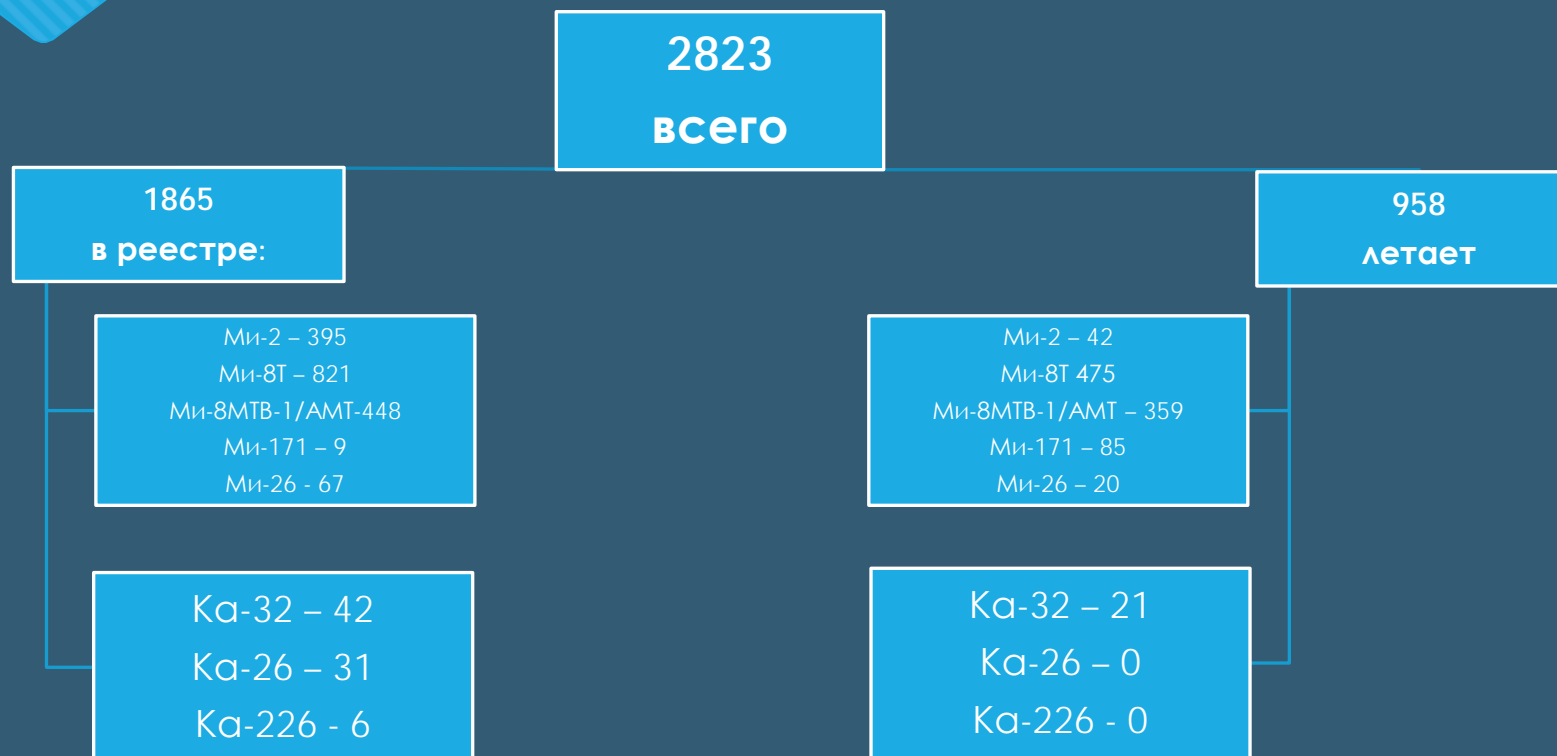 2823
всего
1865
в реестре:
958
летает
Ми-2 – 395
Ми-8Т – 821
Ми-8МТВ-1/АМТ-448
Ми-171 – 9
Ми-26 - 67
Ми-2 – 42
Ми-8Т 475
Ми-8МТВ-1/АМТ – 359
Ми-171 – 85
Ми-26 – 20
Ка-32 – 42
Ка-26 – 31
Ка-226 - 6
Ка-32 – 21
Ка-26 – 0
Ка-226 - 0